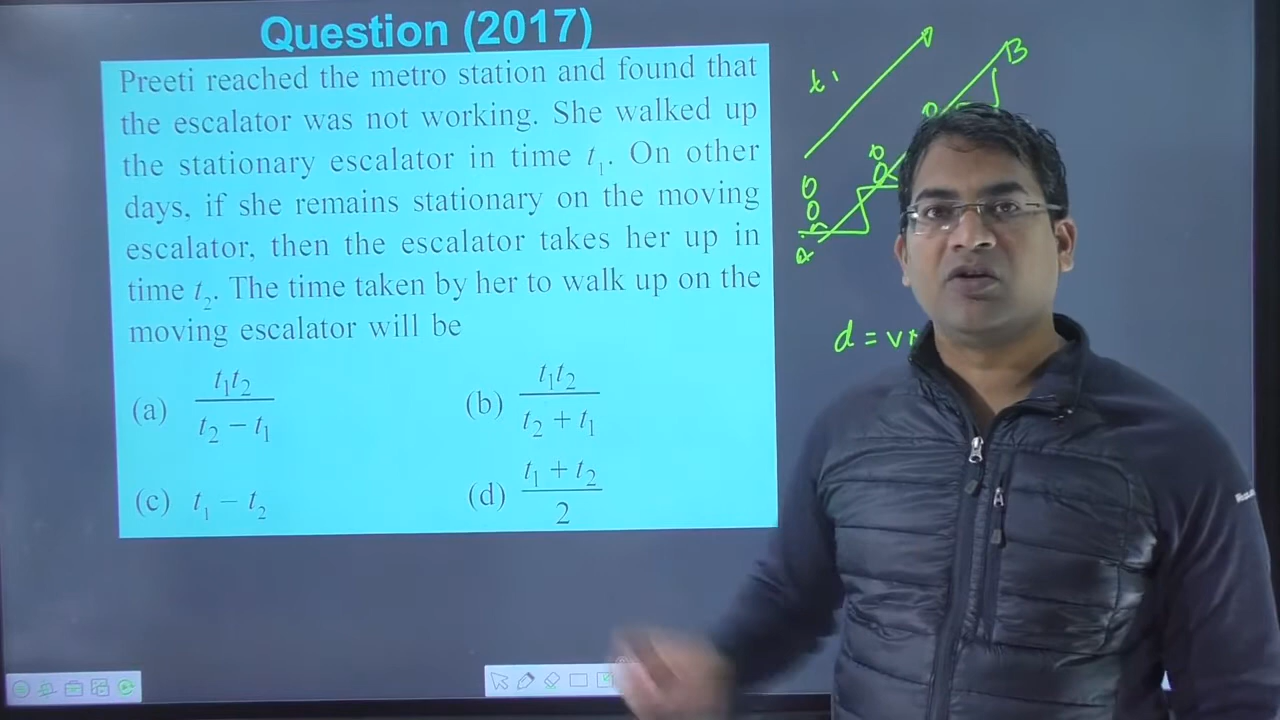 Question (2017)
Preeti reached the metro station and found that
the escalator was not working. She walked up
the stationary escalator in time t₁. On other
days, if she remains stationary on the moving
escalator, then the escalator takes her up in
time t₂. The time taken by her to walk up on the
moving escalator will be
(a) t₁t₂ / t₂ − t₁
(b) t₁t₂ / t₂ + t₁
(c) t₁ − t₂
(d) t₁ + t₂ / 2
t₁
B
A
d = v